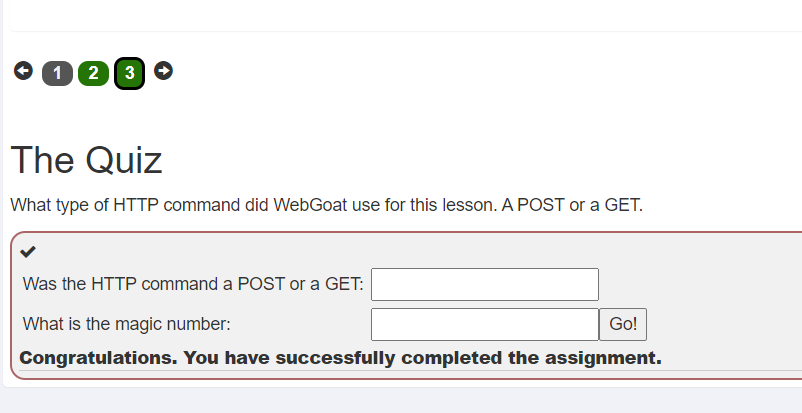 1 2 3
The Quiz
What type of HTTP command did WebGoat use for this lesson. A POST or a GET.
Was the HTTP command a POST or a GET:
What is the magic number: Go!
Congratulations. You have successfully completed the assignment.